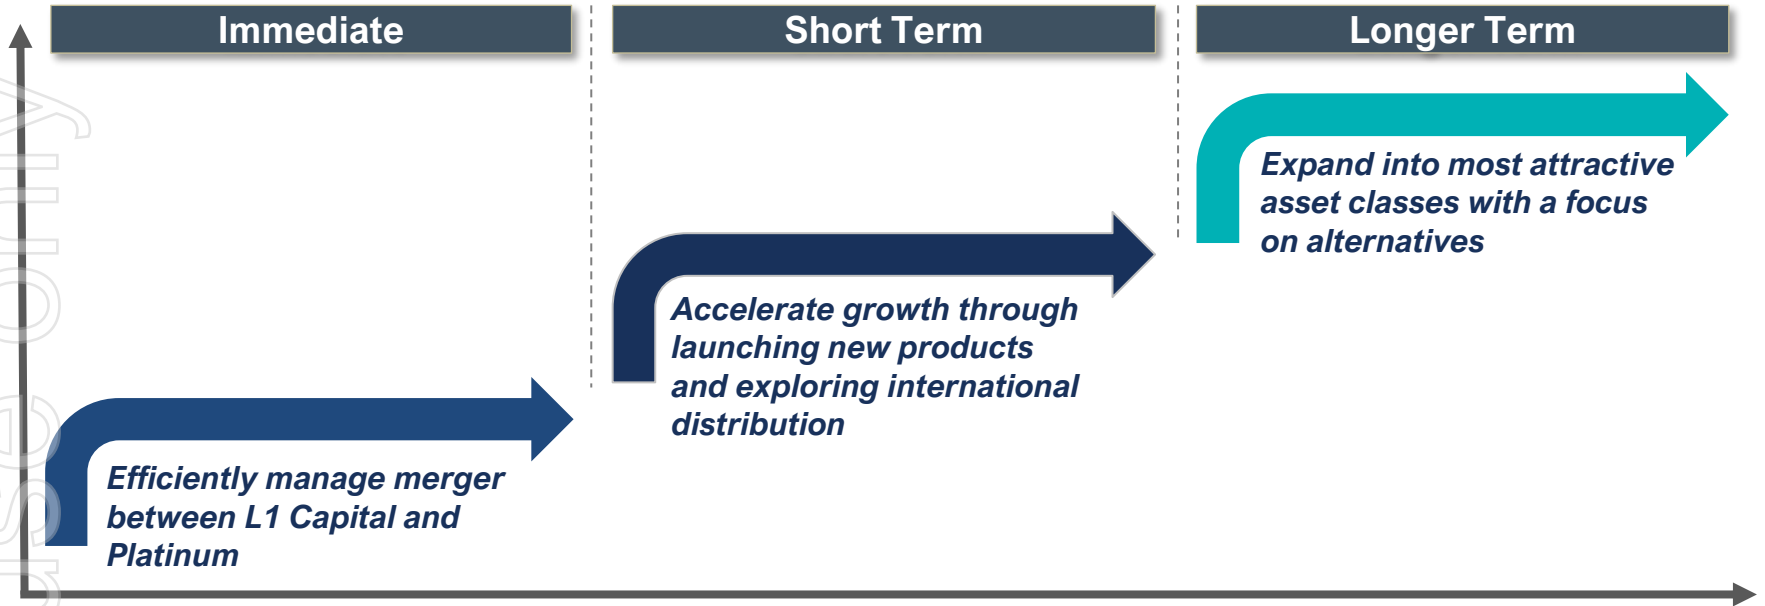 Immediate
Short Term
Longer Term
Expand into most attractive
asset classes with a focus
on alternatives
Accelerate growth through
launching new products
and exploring international
distribution
Efficiently manage merger
between L1 Capital and
Platinum